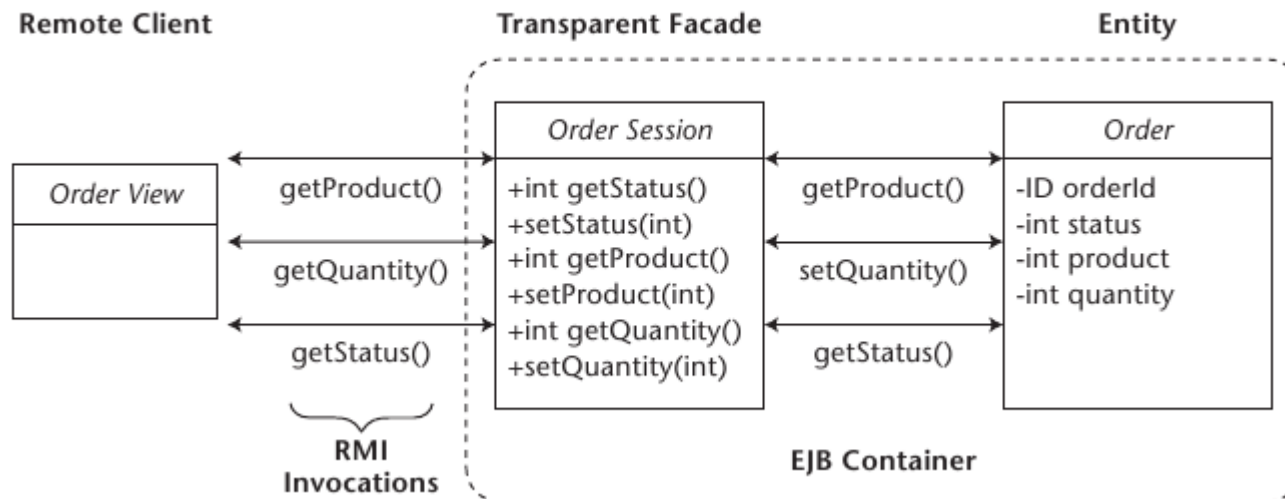 Remote Client
Transparent Facade
Entity
Order View
getProduct()
getQuantity()
getStatus()
RMI
Invocations
Order Session
+int getStatus()
+setStatus(int)
+int getProduct()
+setProduct(int)
+int getQuantity()
+setQuantity(int)
getProduct()
setQuantity()
getStatus()
Order
-ID orderId
-int status
-int product
-int quantity
EJB Container